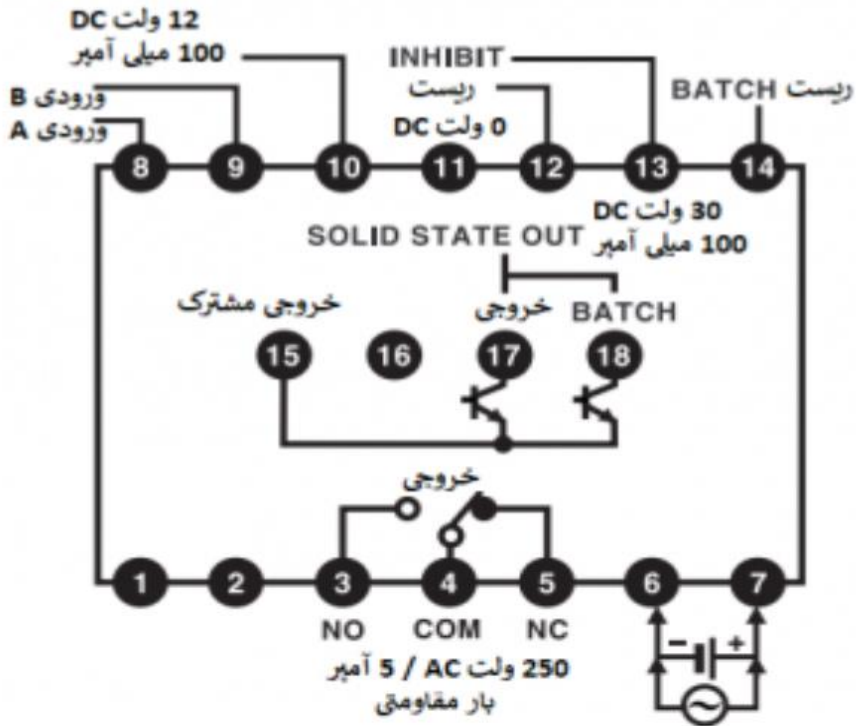 12 ولت DC
100 میلی آمپر
INHIBIT
ریست
ریست BATCH
ورودی B
ورودی A
0 ولت DC
8 9 10 11 12 13 14
30 ولت DC
100 میلی آمپر
SOLID STATE OUT
خروجی مشترک
خروجی
BATCH
15 16 17 18
خروجی
1 2 3 4 5 6 7
NO COM NC
- +
250 ولت AC / 5 آمپر
بار مقاومتی